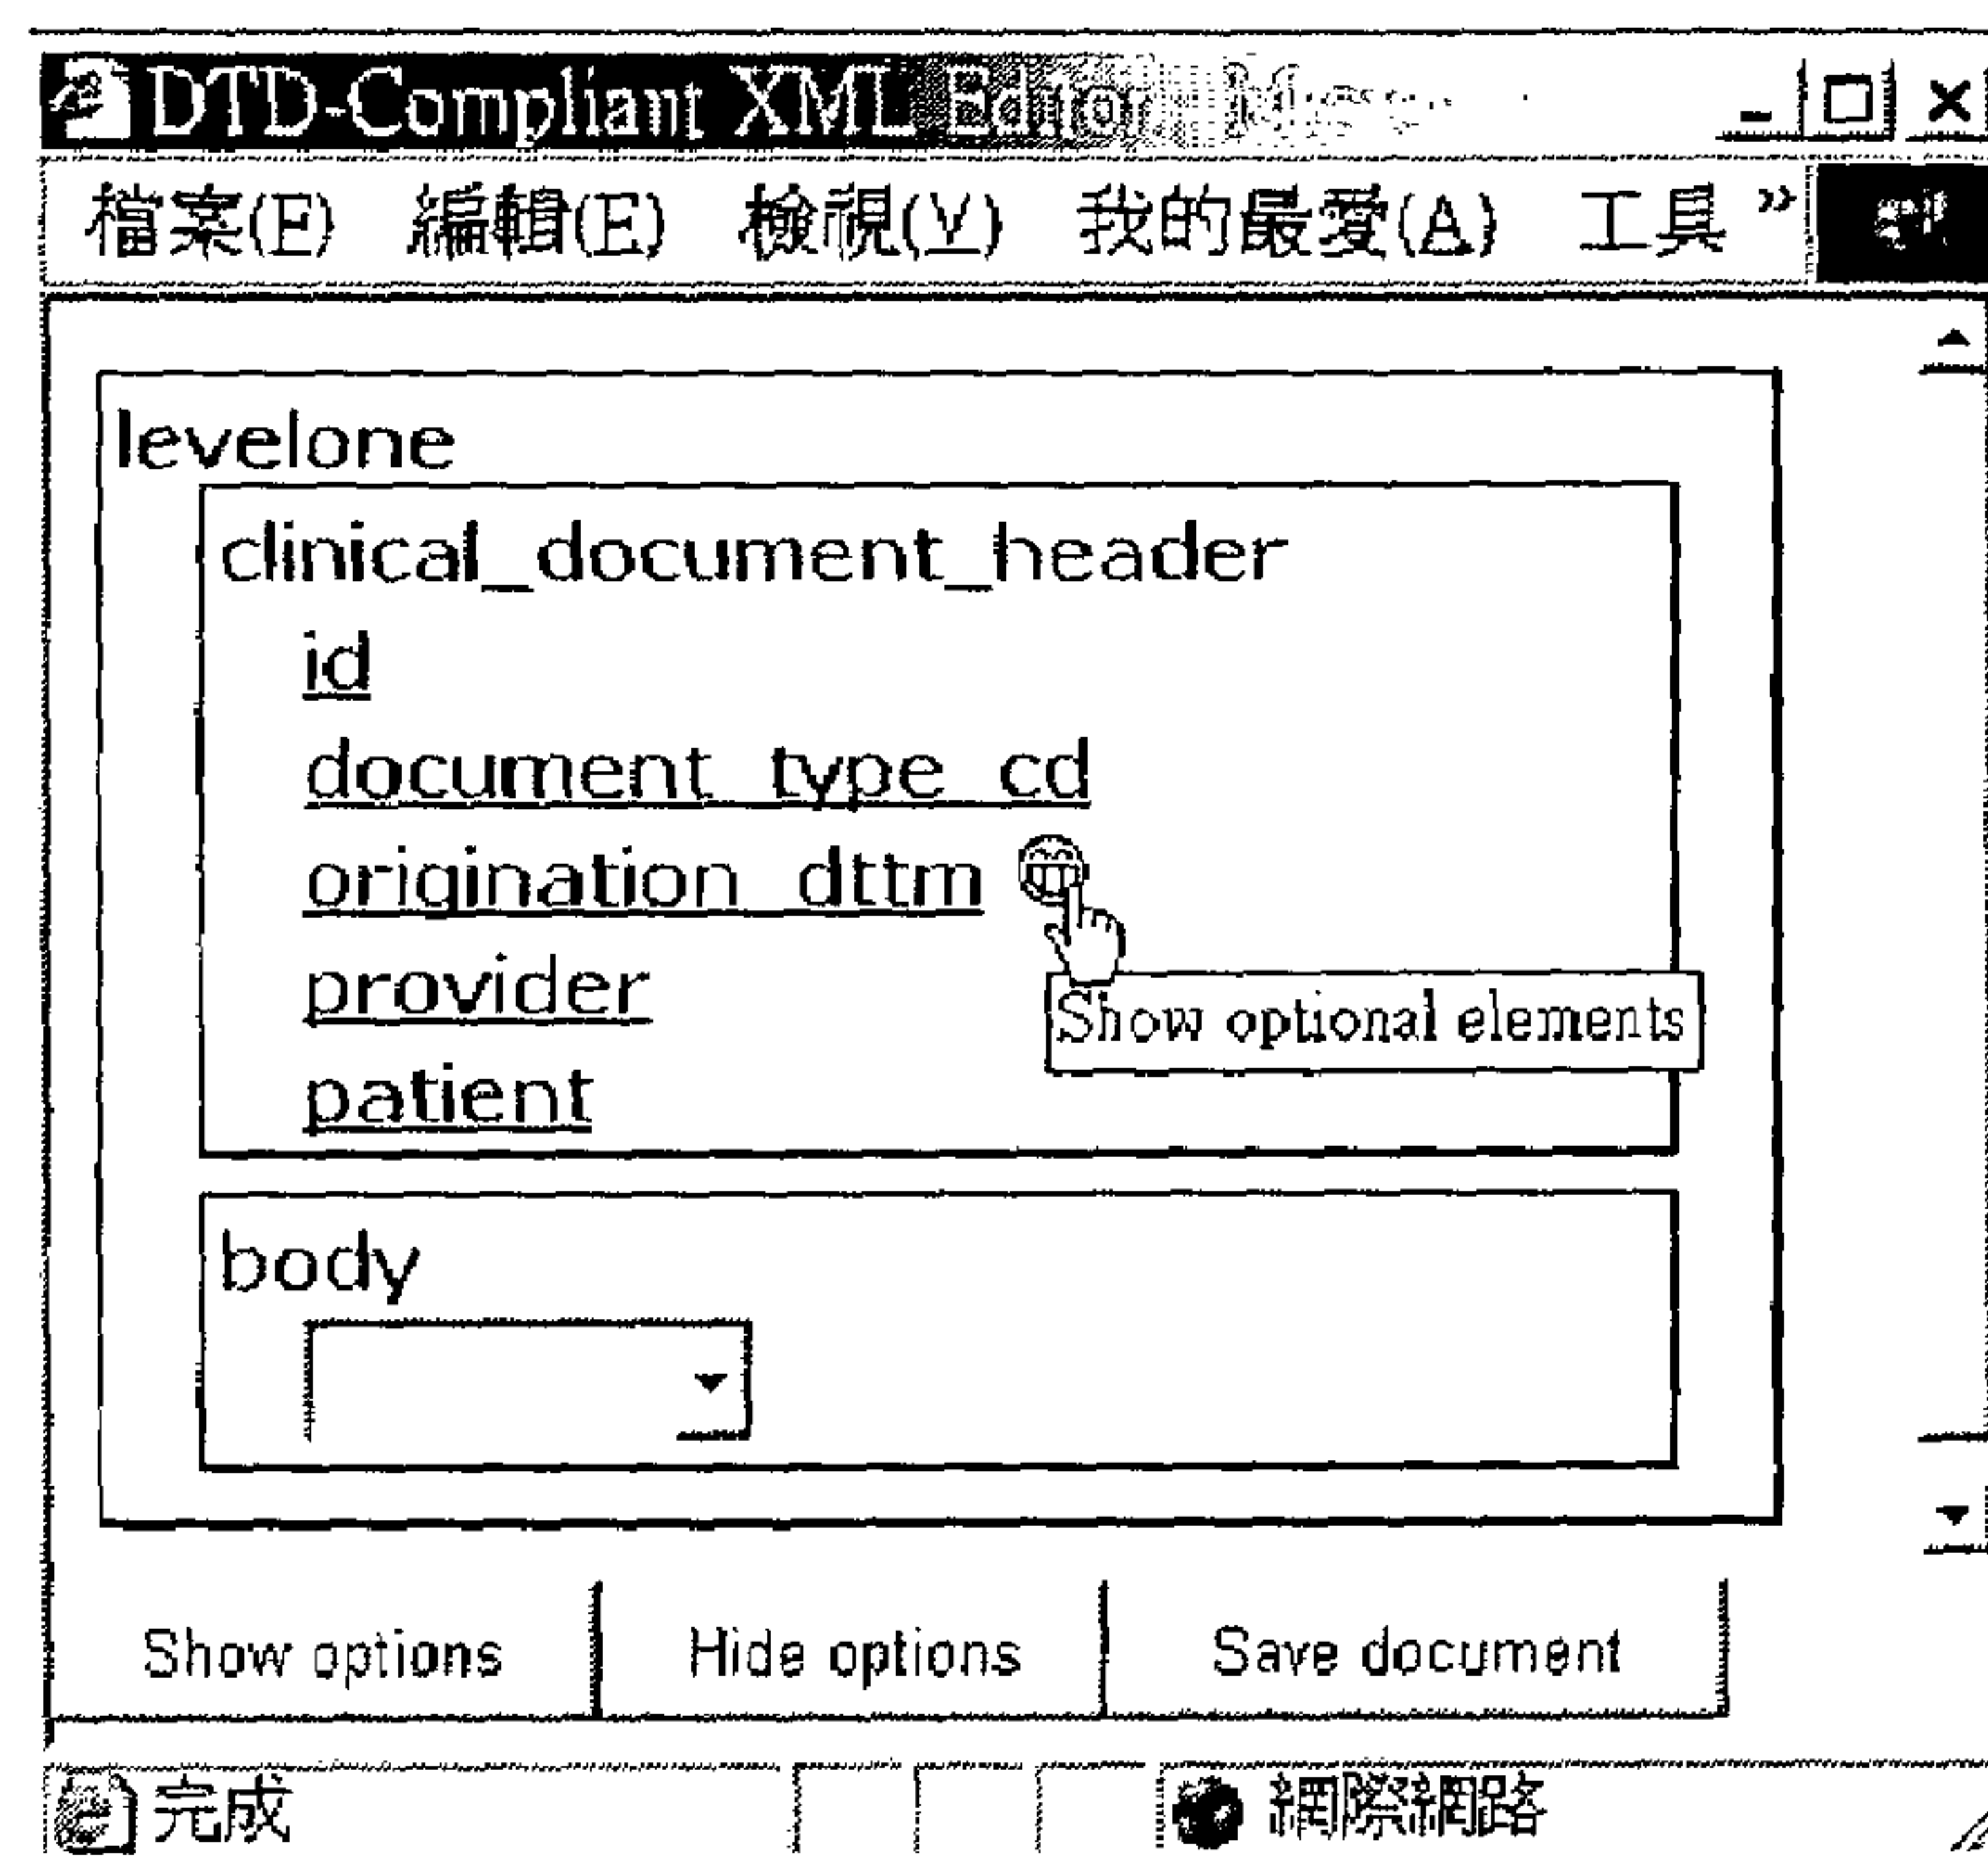 DTD-Compliant XML Editor
檔案(F) 編輯(E) 檢視(V) 我的最愛(A) 工具 »
levelone
clinical_document_header
id
document_type_cd
origination_dttm
provider
Show optional elements
patient
body
Show options Hide options Save document
完成 網際網路